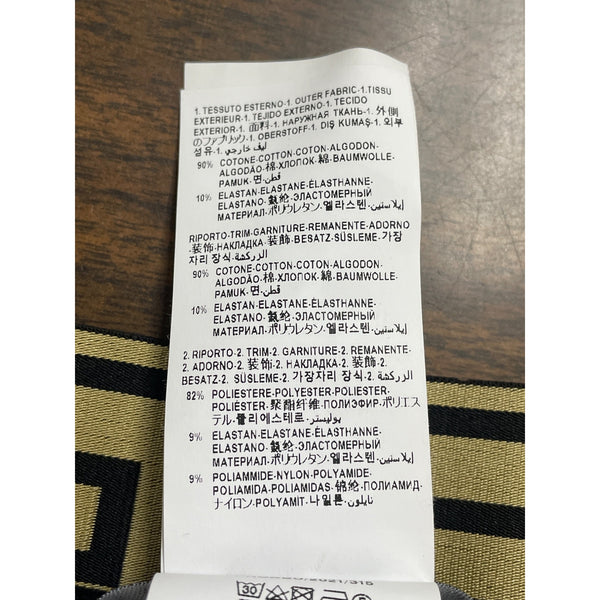 1. TESSUTO ESTERNO-1. OUTER FABRIC-1.TISSU
EXTERIEUR-1. TEJIDO EXTERNO-1. TECIDO
EXTERIOR-1. 面料-1. НАРУЖНАЯ ТКАНЬ-1. 外側
のファブリック-1. OBERSTOFF-1. DIŞ KUMAŞ-1. 외부
섬유-1. ليف خارجي
90% COTONE-COTTON-COTON-ALGODON-
ALGODÃO-棉-ХЛОПОК-綿-BAUMWOLLE-
PAMUK-면-قطن
10% ELASTAN-ELASTANE-ÉLASTHANNE-
ELASTANO-氨纶-ЭЛАСТОМЕРНЫЙ
МАТЕРИАЛ-ポリウレタン-엘라스텐-إيلاستين
RIPORTO-TRIM-GARNITURE-REMANENTE-ADORNO
-装饰-НАКЛАДКА-装飾-BESATZ-SÜSLEME-가장
자리 장식-الزركشة
90% COTONE-COTTON-COTON-ALGODON-
ALGODÃO-棉-ХЛОПОК-綿-BAUMWOLLE-
PAMUK-면-قطن
10% ELASTAN-ELASTANE-ÉLASTHANNE-
ELASTANO-氨纶-ЭЛАСТОМЕРНЫЙ
МАТЕРИАЛ-ポリウレタン-엘라스텐-إيلاستين
2. RIPORTO-2. TRIM-2. GARNITURE-2. REMANENTE-
2. ADORNO-2. 装饰-2. НАКЛАДКА-2. 装飾-2.
BESATZ-2. SÜSLEME-2. 가장자리 장식-2. الزركشة
82% POLIESTERE-POLYESTER-POLIESTER-
POLIÉSTER-聚酯纤维-ПОЛИЭФИР-ポリエス
テル-폴리에스테르-يوليستر
9% ELASTAN-ELASTANE-ÉLASTHANNE-
ELASTANO-氨纶-ЭЛАСТОМЕРНЫЙ
МАТЕРИАЛ-ポリウレタン-엘라스텐-إيلاستين
9% POLIAMMIDE-NYLON-POLYAMIDE-
POLIAMIDA-POLIAMIDAS-锦纶-ПОЛИАМИД-
ナイロン-POLYAMIT-나일론-نايلون
30